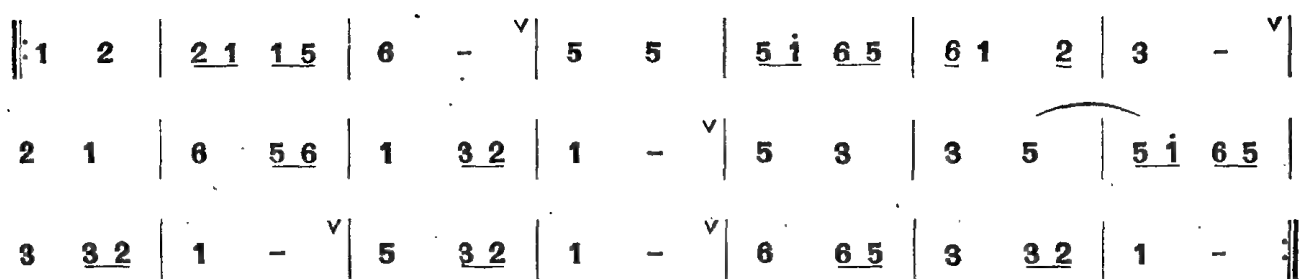 ‖: 1 2 | 2 1 1 5 | 6 - ∨ | 5 5 | 5 i̇ 6 5 | 6 1 2 | 3 - ∨ |
2 1 | 6 5 6 | 1 3 2 | 1 - ∨ | 5 3 | 3 5 | 5 i̇ 6 5 |
3 3 2 | 1 - ∨ | 5 3 2 | 1 - ∨ | 6 6 5 | 3 3 2 | 1 - :‖